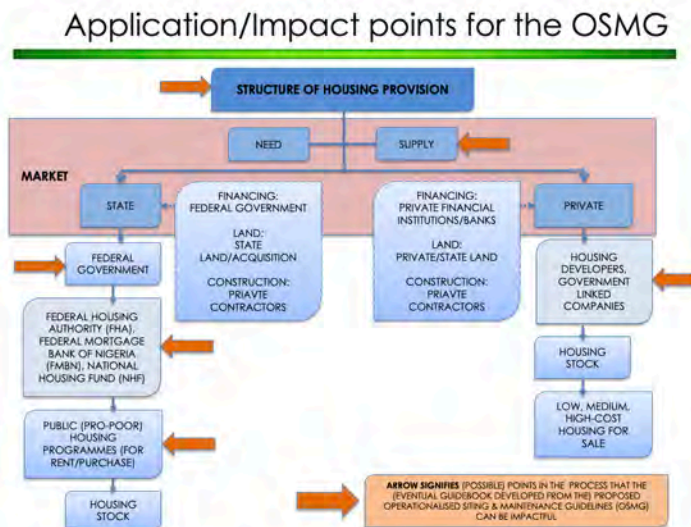 Application/Impact points for the OSMG
STRUCTURE OF HOUSING PROVISION
NEED
SUPPLY
MARKET
STATE
FINANCING:
FEDERAL GOVERNMENT
LAND:
STATE
LAND/ACQUISITION
CONSTRUCTION:
PRIAVTE
CONTRACTORS
FINANCING:
PRIVATE FINANCIAL
INSTITUTIONS/BANKS
LAND:
PRIVATE/STATE LAND
CONSTRUCTION:
PRIAVTE
CONTRACTORS
PRIVATE
FEDERAL
GOVERNMENT
FEDERAL HOUSING
AUTHORITY (FHA),
FEDERAL MORTGAGE
BANK OF NIGERIA
(FMBN), NATIONAL
HOUSING FUND (NHF)
PUBLIC (PRO-POOR)
HOUSING
PROGRAMMES (FOR
RENT/PURCHASE)
HOUSING
STOCK
HOUSING
DEVELOPERS,
GOVERNMENT
LINKED
COMPANIES
HOUSING
STOCK
LOW, MEDIUM,
HIGH-COST
HOUSING FOR
SALE
ARROW SIGNIFIES (POSSIBLE) POINTS IN THE PROCESS THAT THE
(EVENTUAL GUIDEBOOK DEVELOPED FROM THE) PROPOSED
OPERATIONALISED SITING & MAINTENANCE GUIDELINES (OSMG)
CAN BE IMPACTFUL